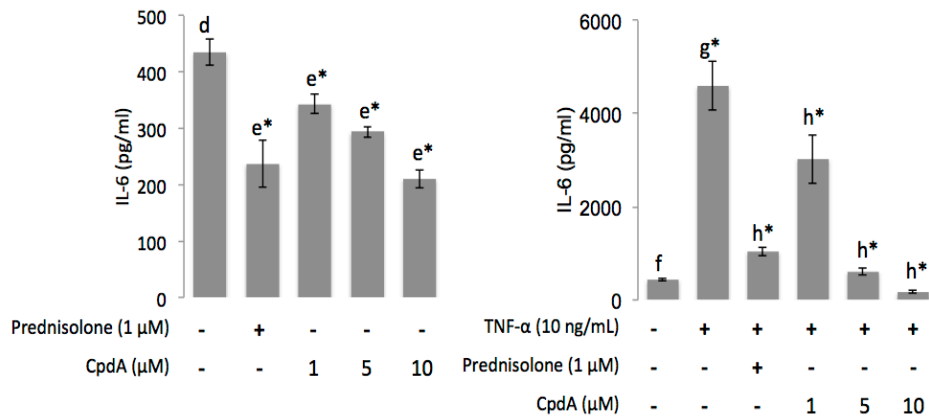 500
400
300
200
100
0
IL-6 (pg/ml)
d
e*
e*
e*
e*
Prednisolone (1 µM) - + - - -
CpdA (µM) - - 1 5 10
6000
4000
2000
0
IL-6 (pg/ml)
f
g*
h*
h*
h*
h*
TNF-α (10 ng/mL) - + + + + +
Prednisolone (1 µM) - - + - - -
CpdA (µM) - - - 1 5 10